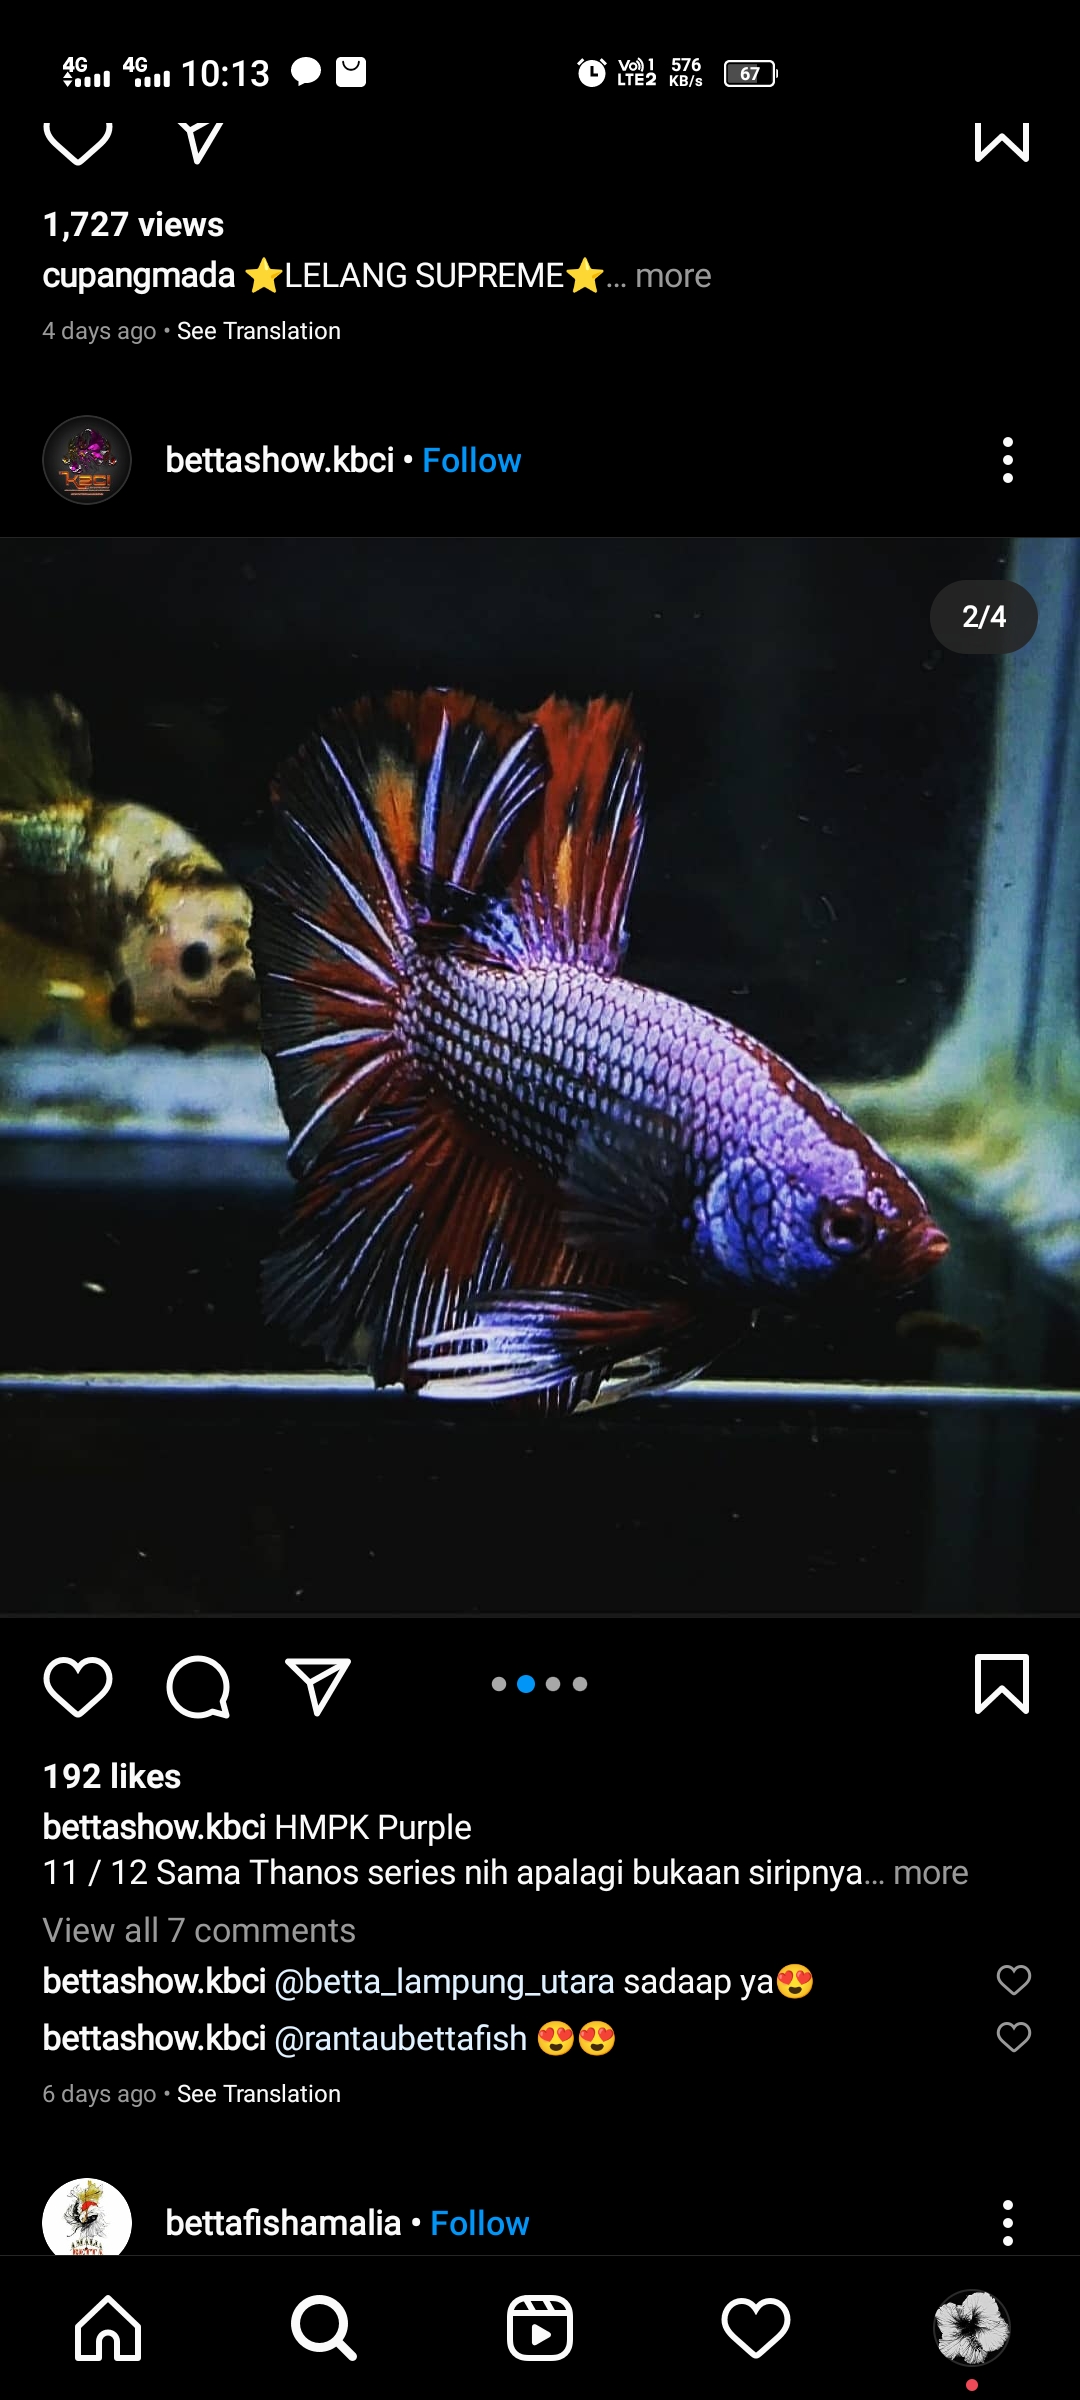 4G 4G 10:13 Vo)) 1 LTE2 576 KB/s 67
1,727 views
cupangmada ⭐LELANG SUPREME⭐... more
4 days ago • See Translation
KBCI
bettashow.kbci • Follow
2/4
192 likes
bettashow.kbci HMPK Purple
11 / 12 Sama Thanos series nih apalagi bukaan siripnya... more
View all 7 comments
bettashow.kbci @betta_lampung_utara sadaap ya😍
bettashow.kbci @rantaubettafish 😍😍
6 days ago • See Translation
bettafishamalia • Follow